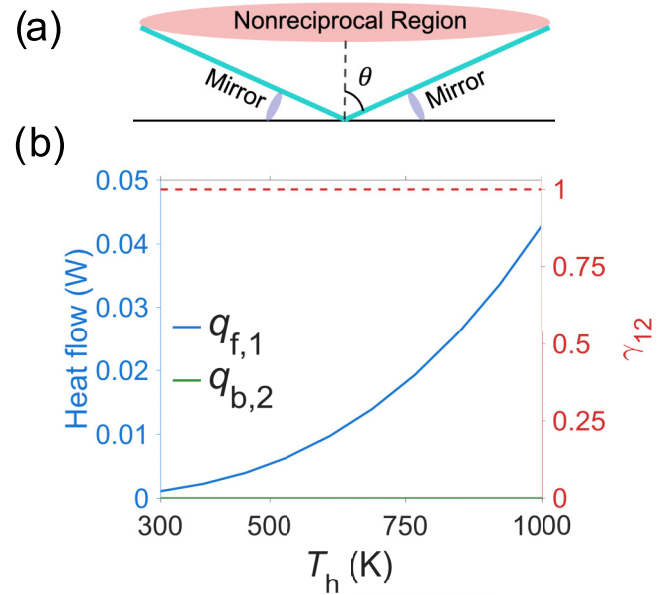 (a)
Nonreciprocal Region
θ
Mirror
Mirror
(b)
0.05
0.04
0.03
0.02
0.01
0
Heat flow (W)
q_f,1
q_b,2
1
0.75
0.5
0.25
0
γ_12
300
500
750
1000
T_h (K)